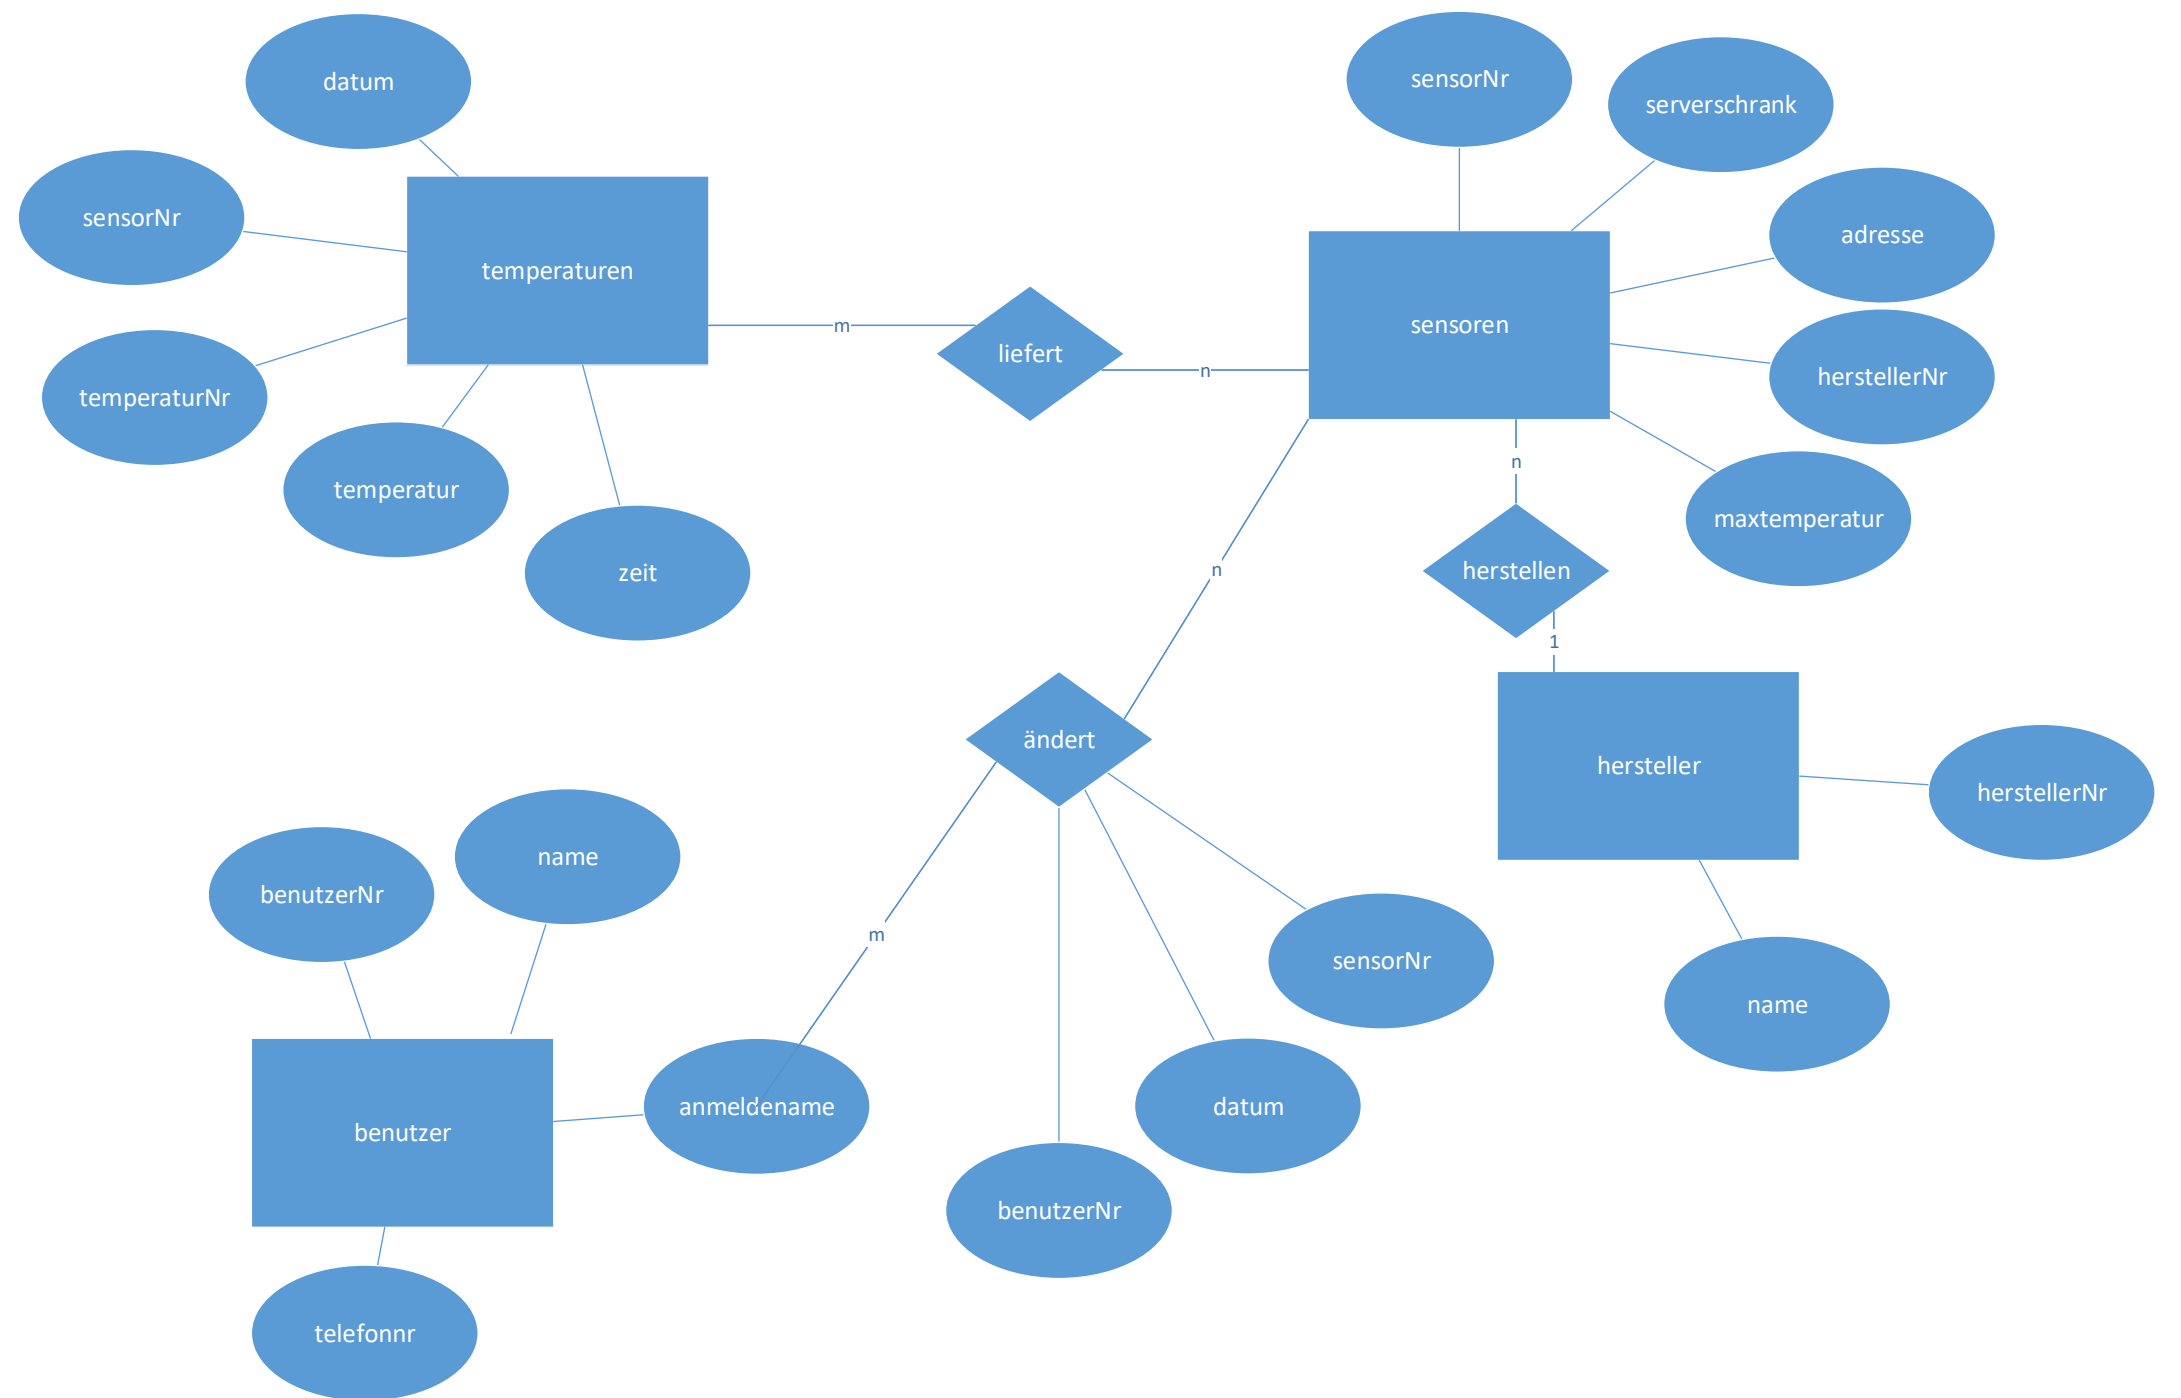 datum
sensorNr
serverschrank
sensorNr
adresse
temperaturen
sensoren
m
liefert
n
herstellerNr
temperaturNr
n
temperatur
maxtemperatur
zeit
n
herstellen
1
ändert
hersteller
herstellerNr
name
benutzerNr
m
sensorNr
name
benutzer
anmeldename
datum
benutzerNr
telefonnr